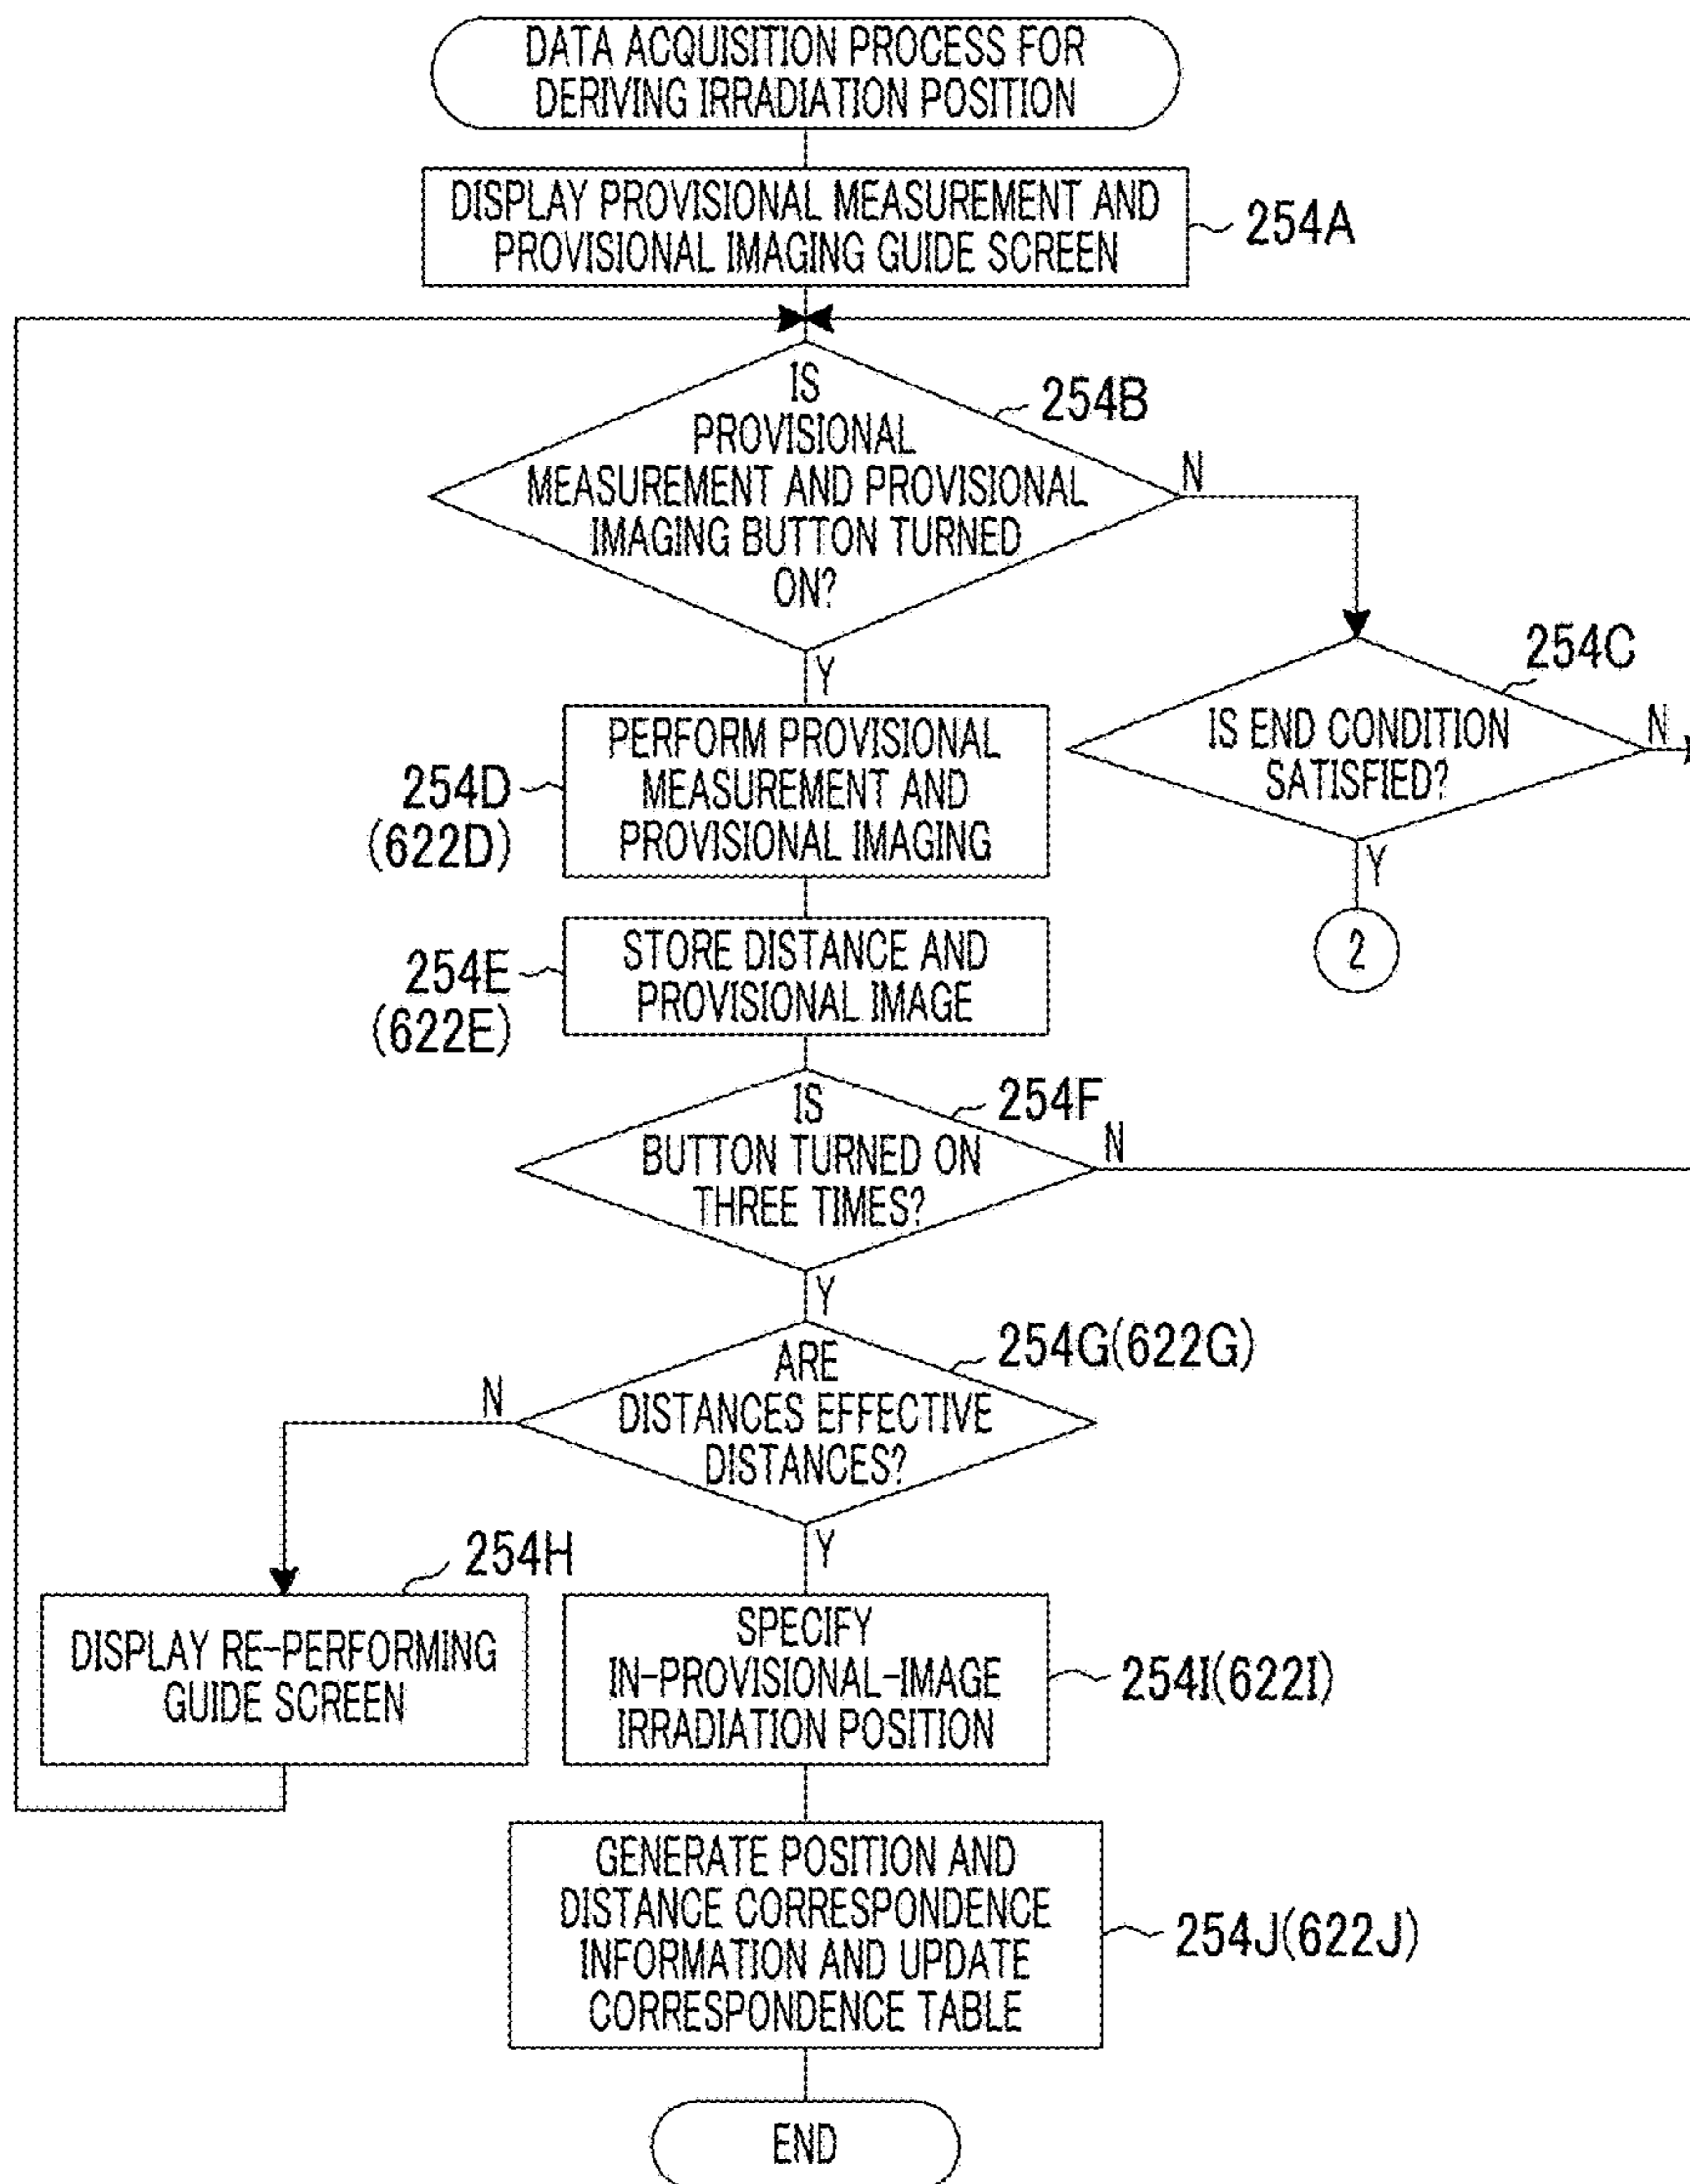 DATA ACQUISITION PROCESS FOR
DERIVING IRRADIATION POSITION
DISPLAY PROVISIONAL MEASUREMENT AND
PROVISIONAL IMAGING GUIDE SCREEN
254A
IS
PROVISIONAL
MEASUREMENT AND PROVISIONAL
IMAGING BUTTON TURNED
ON?
254B
N
Y
254C
IS END CONDITION
SATISFIED?
N
Y
2
PERFORM PROVISIONAL
MEASUREMENT AND
PROVISIONAL IMAGING
254D
(622D)
STORE DISTANCE AND
PROVISIONAL IMAGE
254E
(622E)
IS
BUTTON TURNED ON
THREE TIMES?
254F
N
Y
ARE
DISTANCES EFFECTIVE
DISTANCES?
254G(622G)
N
Y
254H
DISPLAY RE-PERFORMING
GUIDE SCREEN
SPECIFY
IN-PROVISIONAL-IMAGE
IRRADIATION POSITION
254I(622I)
GENERATE POSITION AND
DISTANCE CORRESPONDENCE
INFORMATION AND UPDATE
CORRESPONDENCE TABLE
254J(622J)
END